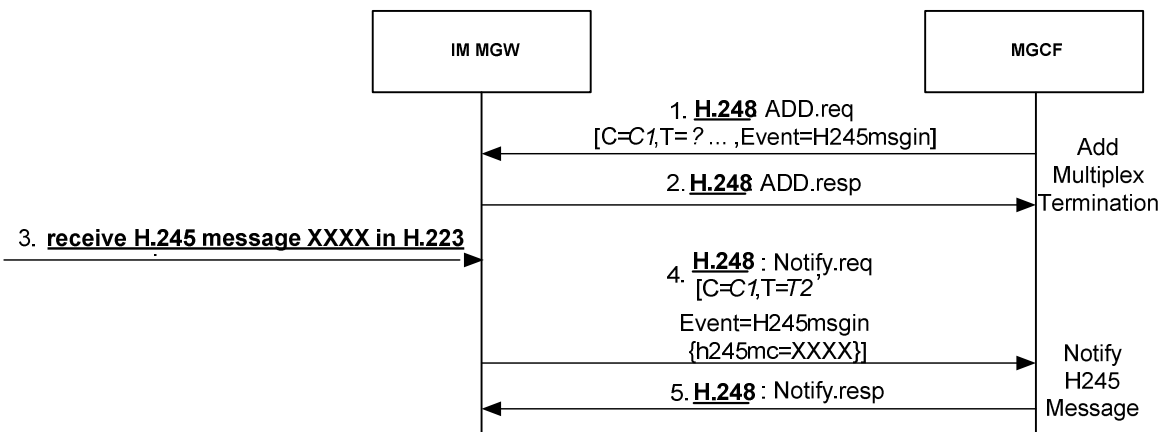 IM MGW
MGCF
1. H.248: ADD.req
[C=C1,T= ? ... ,Event=H245msgin]
Add
Multiplex
Termination
2. H.248: ADD.resp
3. receive H.245 message XXXX in H.223
4. H.248 : Notify.req
[C=C1,T=T2,
Event=H245msgin
{h245mc=XXXX}]
Notify
H245
Message
5. H.248 : Notify.resp